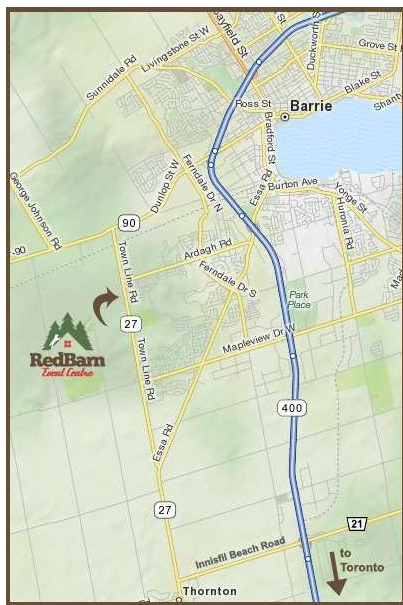 Bayfield St
Duckworth S
Livingstone St W
Grove St
Sunnidale Rd
Blake St
Ross St
Barrie
Shanty
Bradford St
Dunlop St W
Ferndale Dr N
Essa Rd
Burton Ave
Yonge St
Huronia Rd
George Johnson Rd
90
-90
Town Line Rd
Ardagh Rd
Ferndale Dr S
Park
Place
Map
27
RedBarn
Event Centre
Town Line Rd
Mapleview Dr W
400
Essa Rd
27
21
Innisfil Beach Road
to
Toronto
Thornton